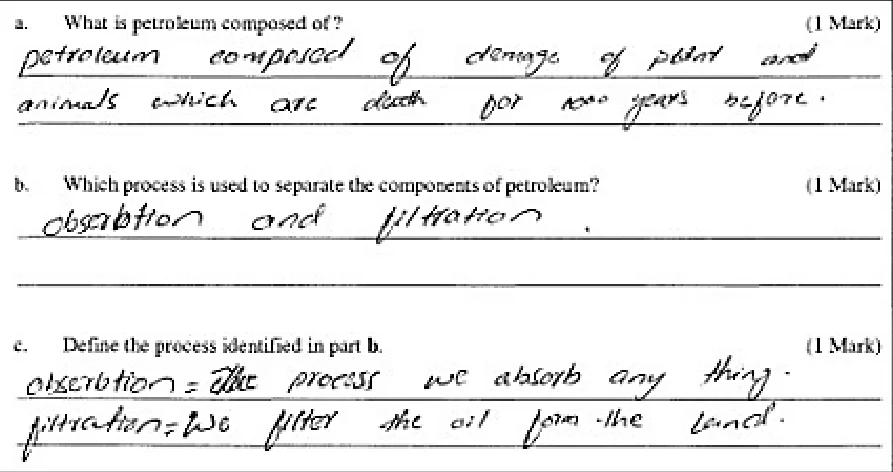 a. What is petroleum composed of? (1 Mark)
petroleum composed of demage of plant and
animals which are death for 1000 years before.
b. Which process is used to separate the components of petroleum? (1 Mark)
obserbtion and filtration.
c. Define the process identified in part b. (1 Mark)
obserbtion = The process we absorb any thing.
filtration = We filter the oil form the land.